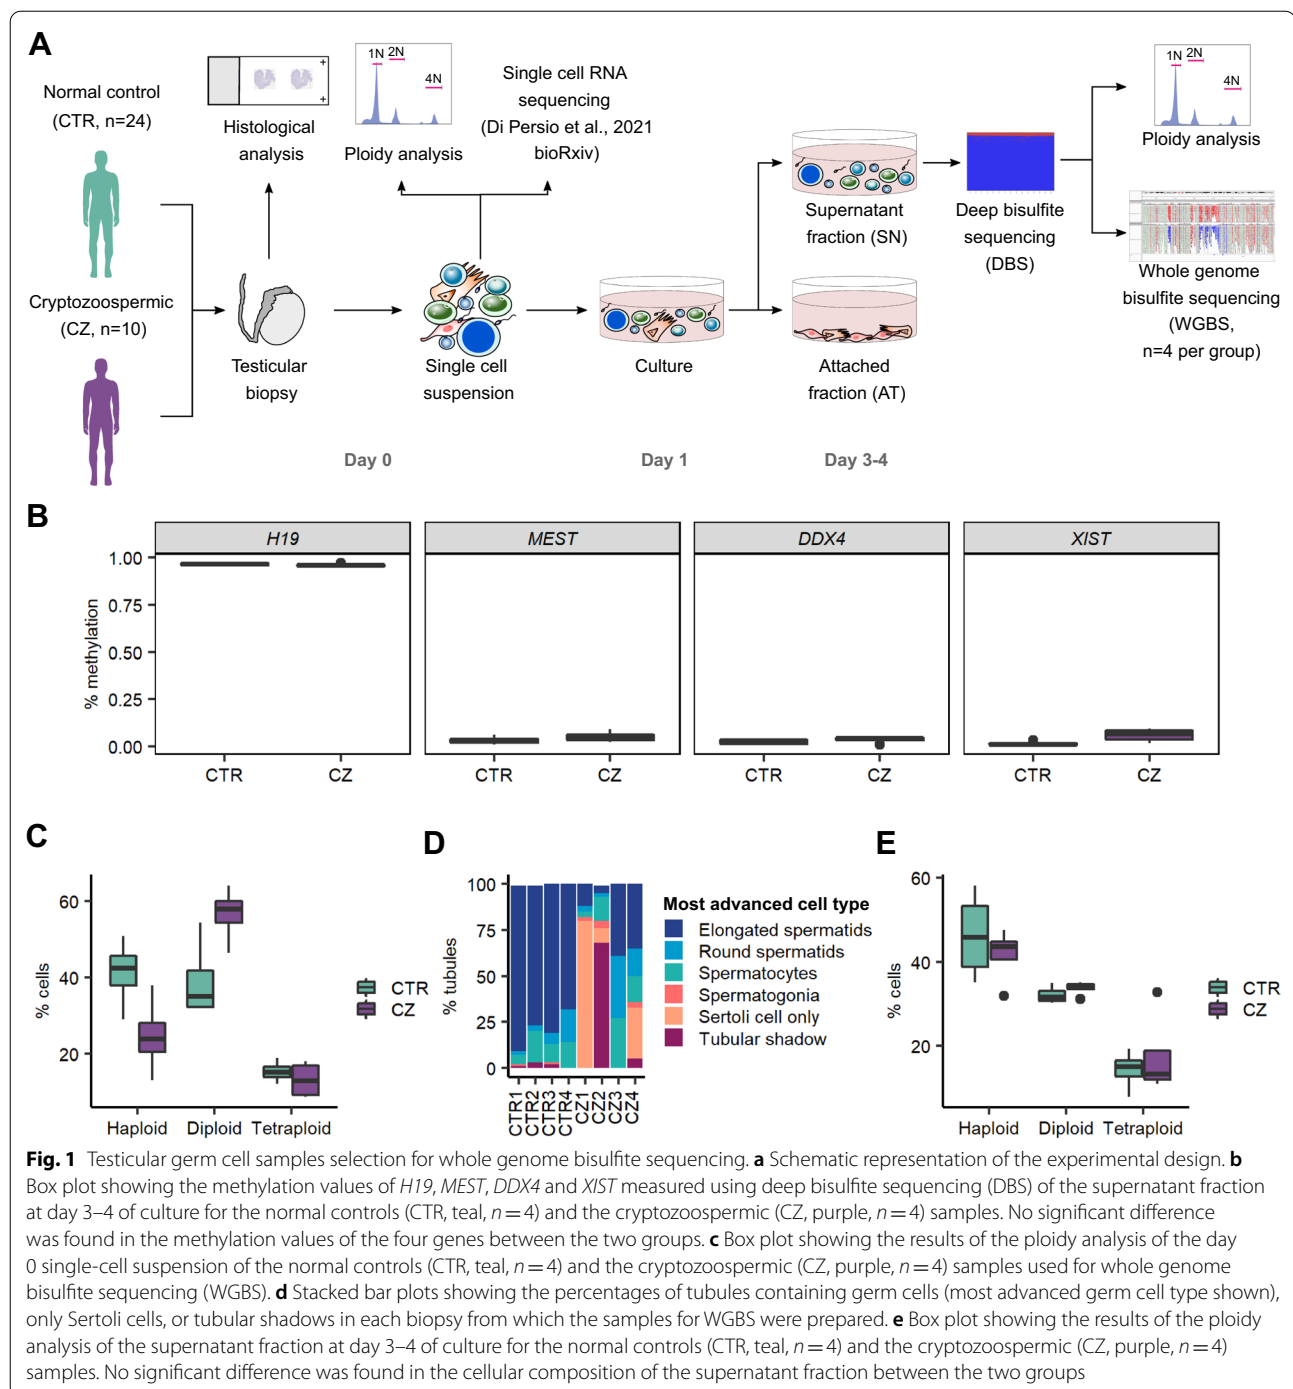 A
Normal control
(CTR, n=24)
Cryptozoospermic
(CZ, n=10)
Histological
analysis
1N
2N
4N
Ploidy analysis
Single cell RNA
sequencing
(Di Persio et al., 2021
bioRxiv)
Testicular
biopsy
Single cell
suspension
Culture
Supernatant
fraction (SN)
Attached
fraction (AT)
Deep bisulfite
sequencing
(DBS)
1N
2N
4N
Ploidy analysis
Whole genome
bisulfite sequencing
(WGBS,
n=4 per group)
Day 0
Day 1
Day 3-4
B
H19
MEST
DDX4
XIST
% methylation
1.00
0.75
0.50
0.25
0.00
CTR
CZ
CTR
CZ
CTR
CZ
CTR
CZ
C
% cells
60
40
20
Haploid
Diploid
Tetraploid
CTR
CZ
D
% tubules
100
75
50
25
0
CTR1
CTR2
CTR3
CTR4
CZ1
CZ2
CZ3
CZ4
Most advanced cell type
Elongated spermatids
Round spermatids
Spermatocytes
Spermatogonia
Sertoli cell only
Tubular shadow
E
% cells
60
40
20
Haploid
Diploid
Tetraploid
CTR
CZ
Fig. 1 Testicular germ cell samples selection for whole genome bisulfite sequencing. a Schematic representation of the experimental design. b
Box plot showing the methylation values of H19, MEST, DDX4 and XIST measured using deep bisulfite sequencing (DBS) of the supernatant fraction
at day 3–4 of culture for the normal controls (CTR, teal, n = 4) and the cryptozoospermic (CZ, purple, n = 4) samples. No significant difference
was found in the methylation values of the four genes between the two groups. c Box plot showing the results of the ploidy analysis of the day
0 single-cell suspension of the normal controls (CTR, teal, n = 4) and the cryptozoospermic (CZ, purple, n = 4) samples used for whole genome
bisulfite sequencing (WGBS). d Stacked bar plots showing the percentages of tubules containing germ cells (most advanced germ cell type shown),
only Sertoli cells, or tubular shadows in each biopsy from which the samples for WGBS were prepared. e Box plot showing the results of the ploidy
analysis of the supernatant fraction at day 3–4 of culture for the normal controls (CTR, teal, n = 4) and the cryptozoospermic (CZ, purple, n = 4)
samples. No significant difference was found in the cellular composition of the supernatant fraction between the two groups